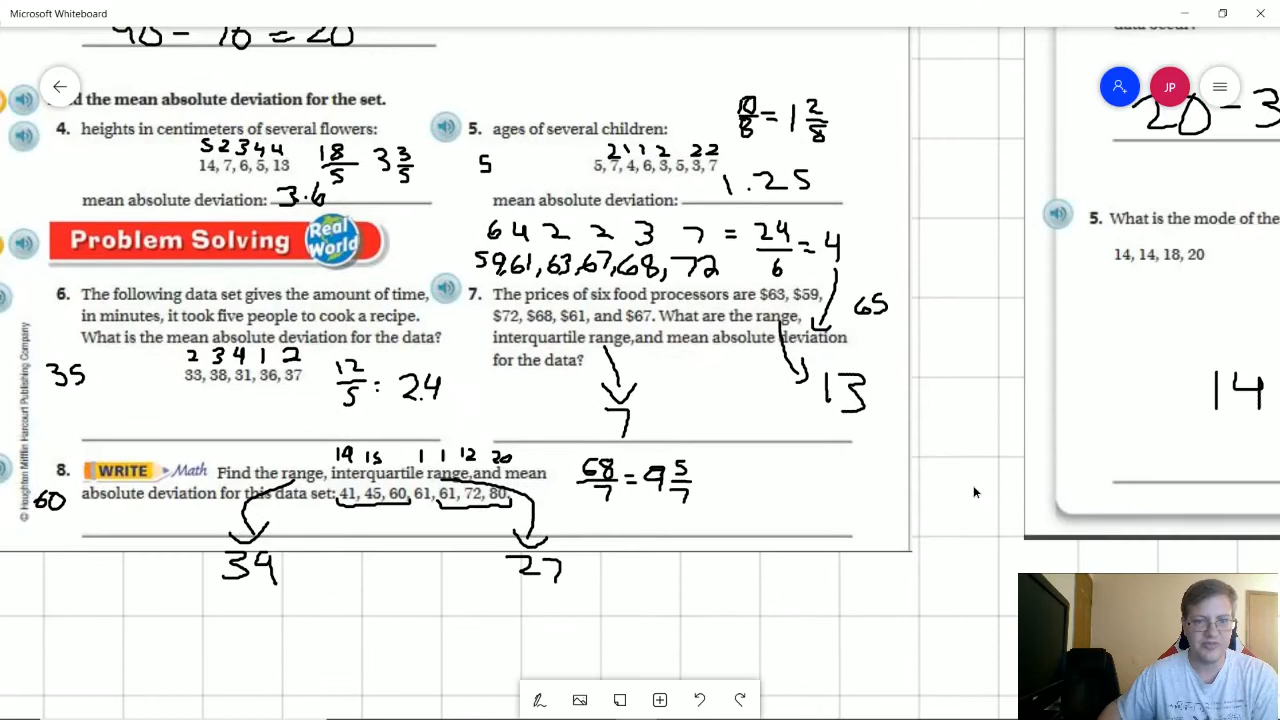 Microsoft Whiteboard
40 - 10 = 20
the mean absolute deviation for the set.
4. heights in centimeters of several flowers:
5 2 3 4 4
14, 7, 6, 5, 13
18/5 3 3/5
mean absolute deviation: 3.6
5. ages of several children:
10/8 = 1 2/8
2 1 1 2 2 2
5
5, 7, 4, 6, 3, 5, 3, 7
1.25
mean absolute deviation:
Problem Solving Real World
6 4 2 2 3 7 = 24/6 = 4
59, 61, 63, 67, 68, 72
6. The following data set gives the amount of time,
in minutes, it took five people to cook a recipe.
What is the mean absolute deviation for the data?
2 3 4 1 2
35
33, 38, 31, 36, 37
12/5 = 2.4
7. The prices of six food processors are $63, $59,
$72, $68, $61, and $67. What are the range,
interquartile range, and mean absolute deviation
for the data?
65
13
7
8. WRITE Math Find the range, interquartile range, and mean
absolute deviation for this data set: 41, 45, 60, 61, 61, 72, 80.
19 15 1 1 12 20
60
68/7 = 9 5/7
39
27
© Houghton Mifflin Harcourt Publishing Company
JP
20 - 3
5. What is the mode of the
14, 14, 18, 20
14